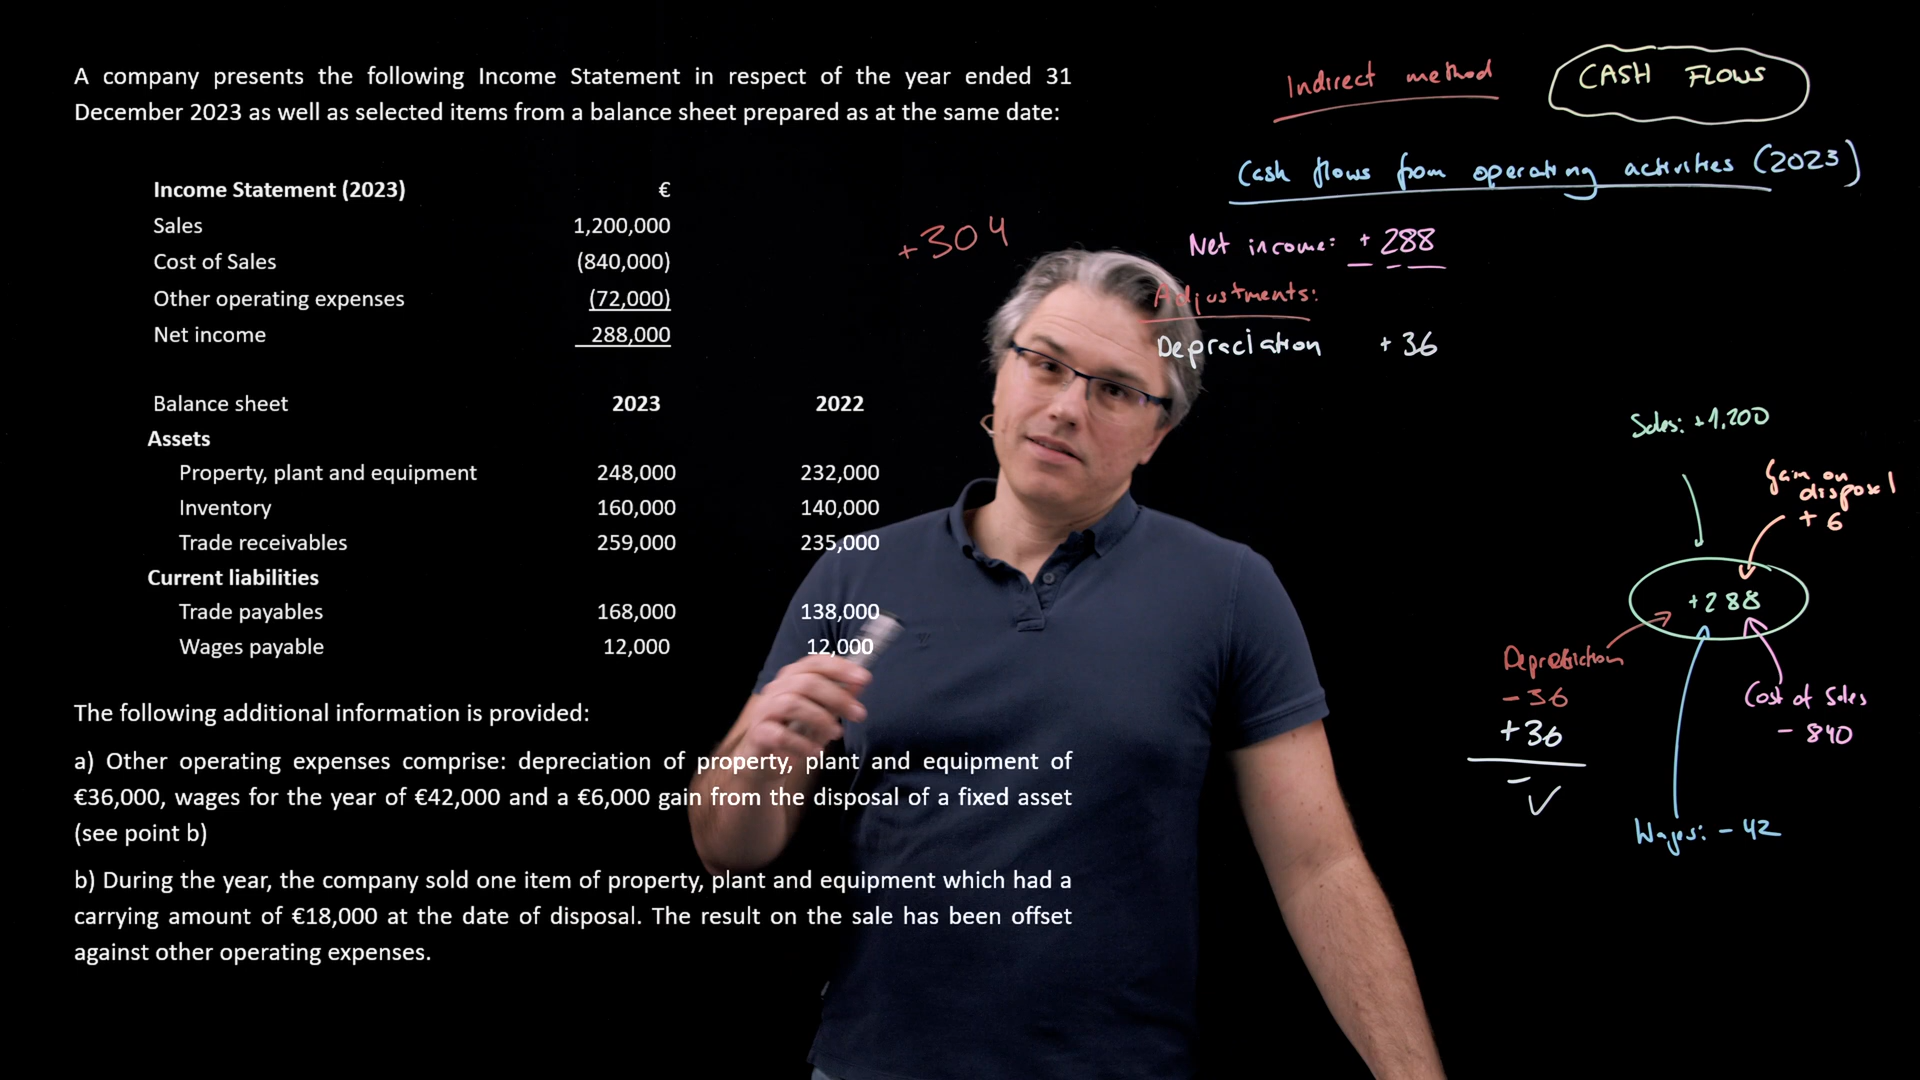 A company presents the following Income Statement in respect of the year ended 31
December 2023 as well as selected items from a balance sheet prepared as at the same date:
Income Statement (2023) €
Sales 1,200,000
Cost of Sales (840,000)
Other operating expenses (72,000)
Net income 288,000
Balance sheet 2023 2022
Assets
Property, plant and equipment 248,000 232,000
Inventory 160,000 140,000
Trade receivables 259,000 235,000
Current liabilities
Trade payables 168,000 138,000
Wages payable 12,000 12,000
The following additional information is provided:
a) Other operating expenses comprise: depreciation of property, plant and equipment of
€36,000, wages for the year of €42,000 and a €6,000 gain from the disposal of a fixed asset
(see point b)
b) During the year, the company sold one item of property, plant and equipment which had a
carrying amount of €18,000 at the date of disposal. The result on the sale has been offset
against other operating expenses.
+304
Indirect method
CASH FLOWS
Cash flows from operating activities (2023)
Net income: + 288
Adjustments:
Depreciation + 36
Sales: +1,200
Gain on
disposal
+ 6
+288
Depreciction
- 36
+36
-
Cost of Sales
- 840
Wages: - 42